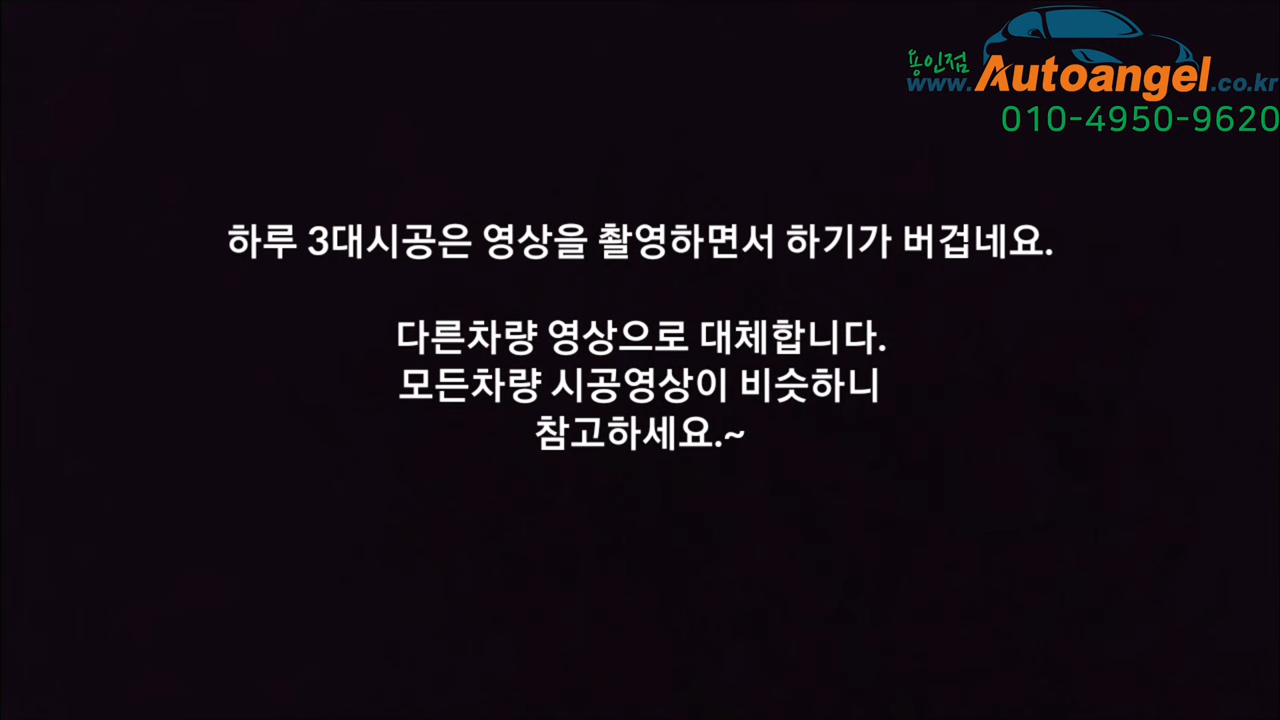 용인점
www.Autoangel.co.kr
010-4950-9620
하루 3대시공은 영상을 촬영하면서 하기가 버겁네요.
다른차량 영상으로 대체합니다.
모든차량 시공영상이 비슷하니
참고하세요.~